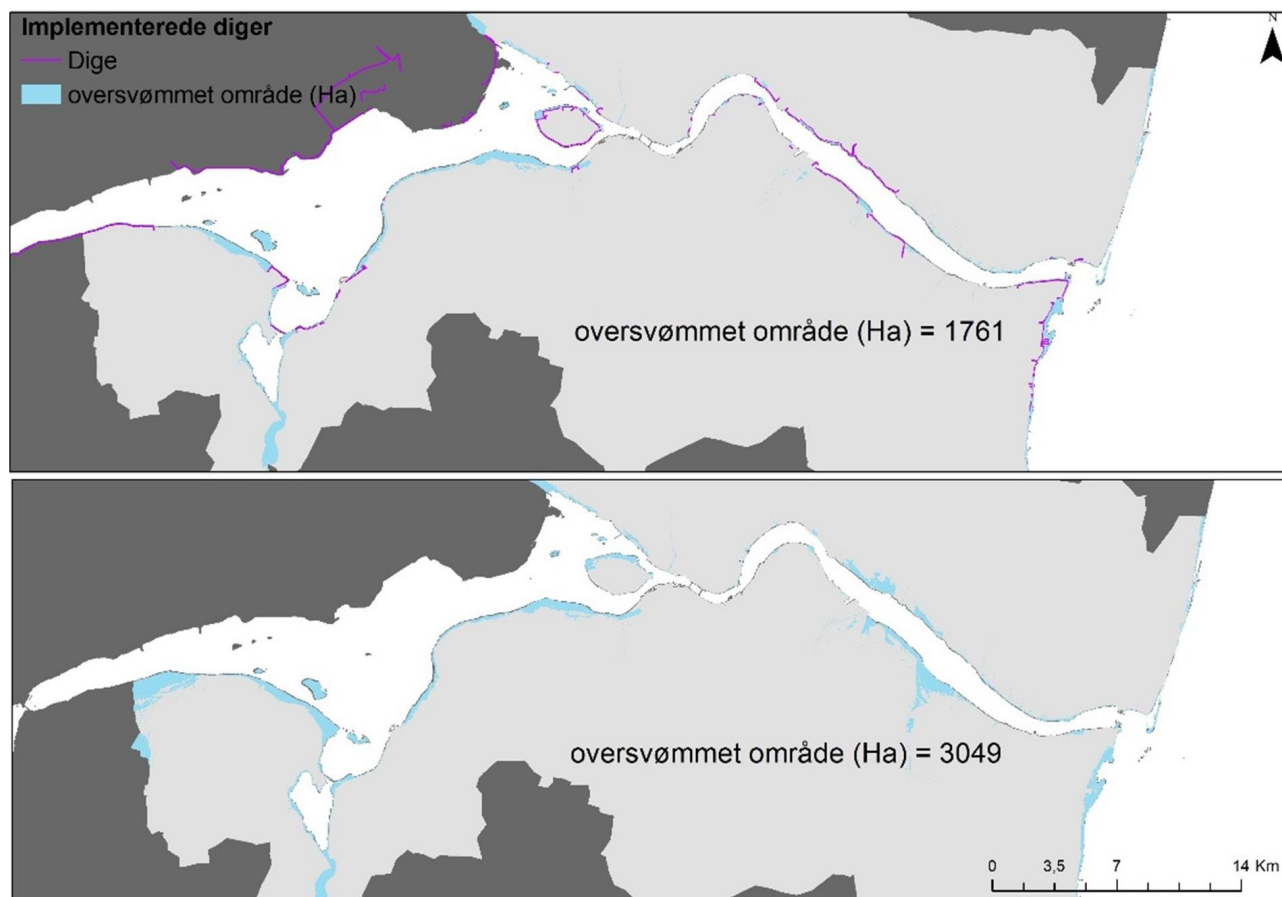 Implementerede diger
Dige
oversvømmet område (Ha)
N
oversvømmet område (Ha) = 1761
oversvømmet område (Ha) = 3049
0 3,5 7 14 Km